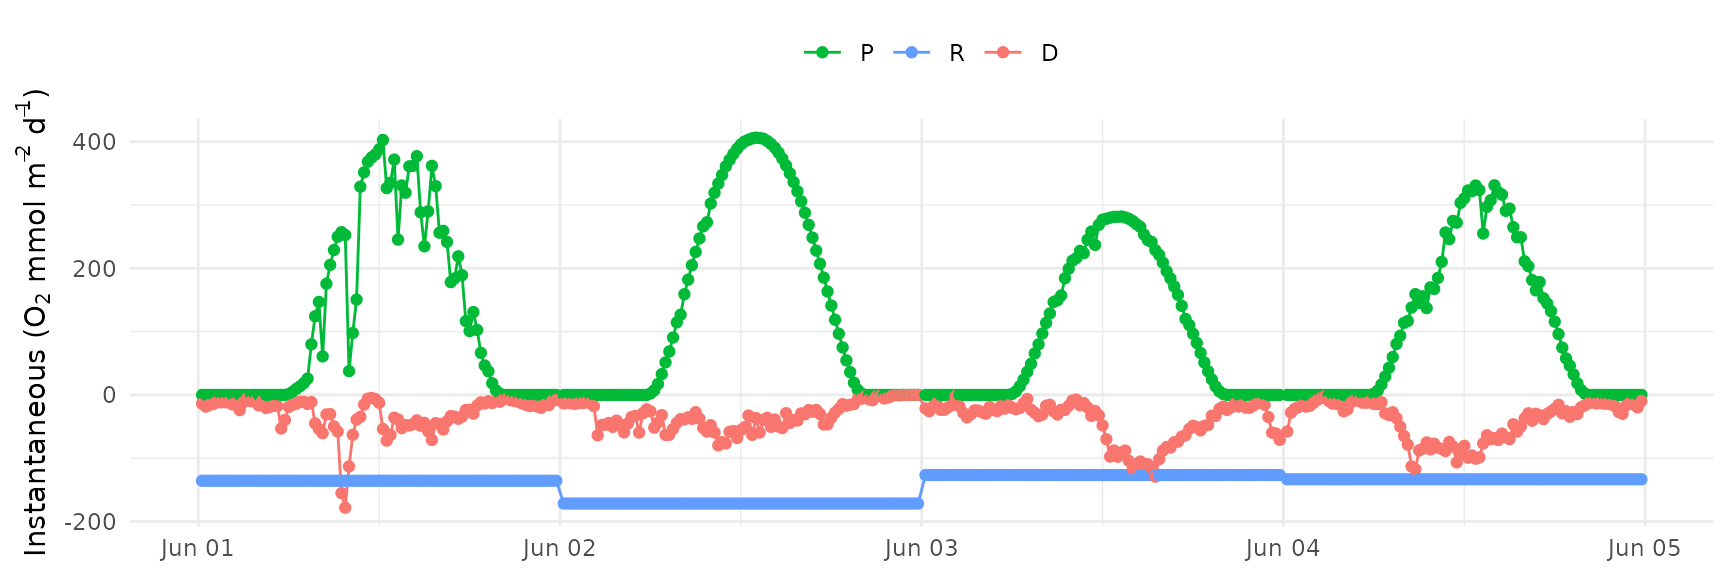 P R D
Instantaneous (O₂ mmol m⁻² d⁻¹)
400
200
0
-200
Jun 01 Jun 02 Jun 03 Jun 04 Jun 05